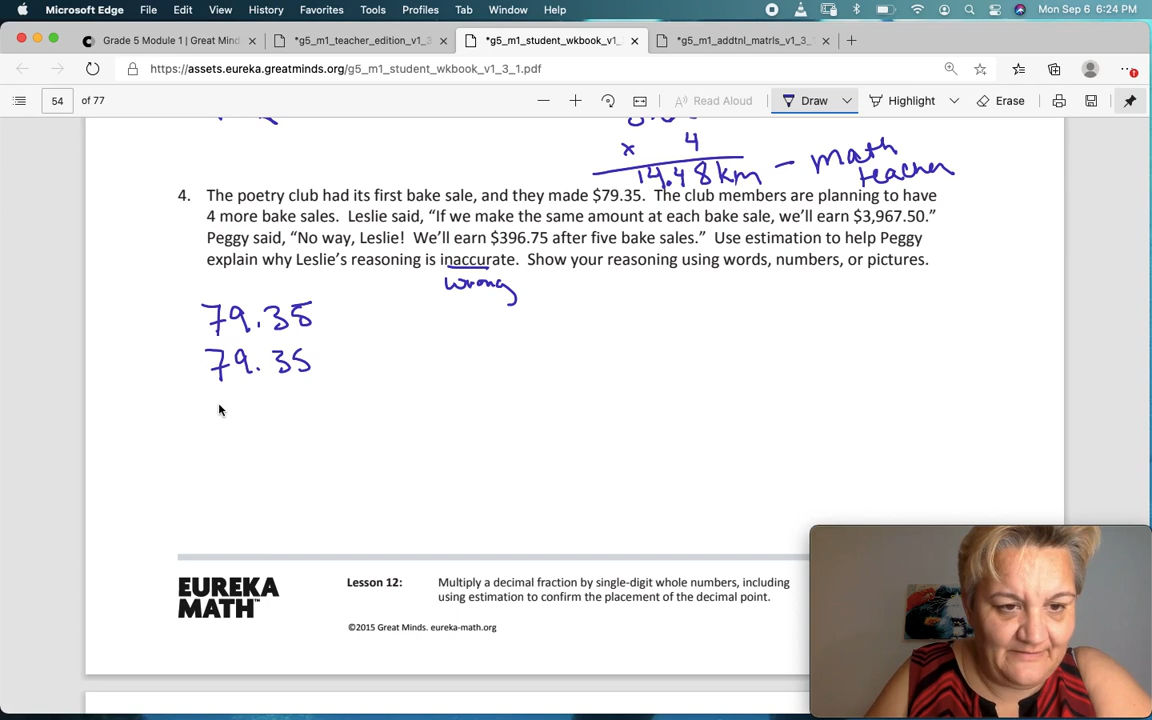 Microsoft Edge File Edit View History Favorites Tools Profiles Tab Window Help Mon Sep 6 6:24 PM
Grade 5 Module 1 | Great Mind *g5_m1_teacher_edition_v1_3 *g5_m1_student_wkbook_v1_ *g5_m1_addtnl_matrls_v1_3_
https://assets.eureka.greatminds.org/g5_m1_student_wkbook_v1_3_1.pdf
54 of 77 Read Aloud Draw Highlight Erase
x 4
14.48km - math teacher
4. The poetry club had its first bake sale, and they made $79.35. The club members are planning to have
4 more bake sales. Leslie said, “If we make the same amount at each bake sale, we’ll earn $3,967.50.”
Peggy said, “No way, Leslie! We’ll earn $396.75 after five bake sales.” Use estimation to help Peggy
explain why Leslie’s reasoning is inaccurate. Show your reasoning using words, numbers, or pictures.
wrong
79.35
79.35
EUREKA
MATH™
Lesson 12: Multiply a decimal fraction by single-digit whole numbers, including
using estimation to confirm the placement of the decimal point.
©2015 Great Minds. eureka-math.org